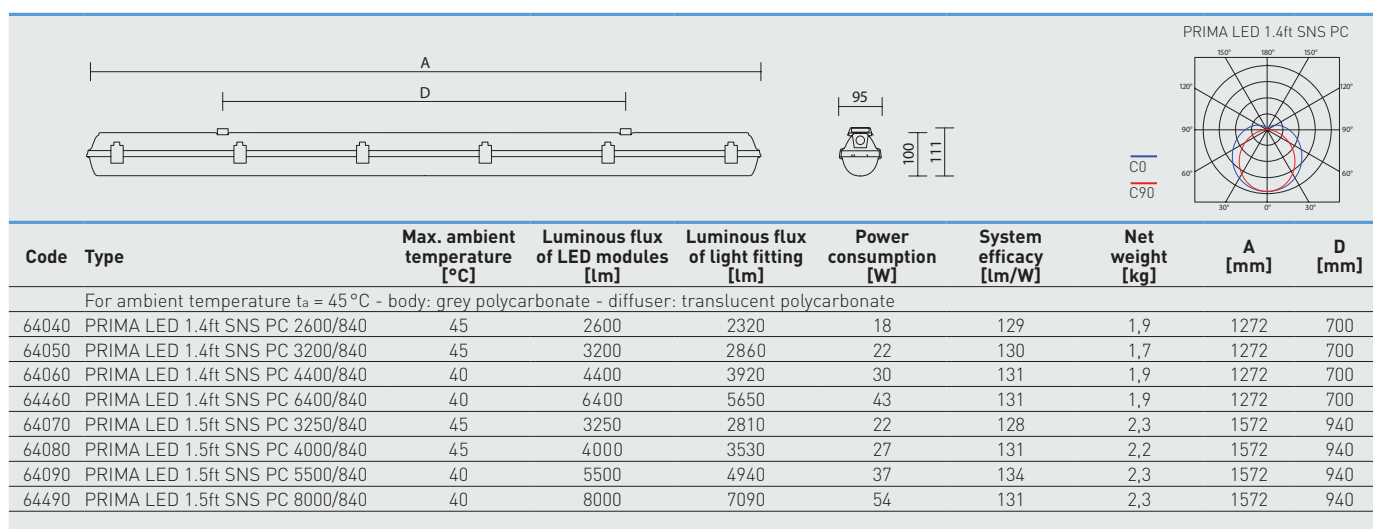 PRIMA LED 1.4ft SNS PC
150° 180° 150°
A
D
95
120° 120°
90° 90°
100
111
C0
60° 60°
C90
30° 0° 30°
Code Type Max. ambient temperature [°C] Luminous flux of LED modules [lm] Luminous flux of light fitting [lm] Power consumption [W] System efficacy [lm/W] Net weight [kg] A [mm] D [mm]
For ambient temperature ta = 45°C - body: grey polycarbonate - diffuser: translucent polycarbonate
64040 PRIMA LED 1.4ft SNS PC 2600/840 45 2600 2320 18 129 1,9 1272 700
64050 PRIMA LED 1.4ft SNS PC 3200/840 45 3200 2860 22 130 1,7 1272 700
64060 PRIMA LED 1.4ft SNS PC 4400/840 40 4400 3920 30 131 1,9 1272 700
64460 PRIMA LED 1.4ft SNS PC 6400/840 40 6400 5650 43 131 1,9 1272 700
64070 PRIMA LED 1.5ft SNS PC 3250/840 45 3250 2810 22 128 2,3 1572 940
64080 PRIMA LED 1.5ft SNS PC 4000/840 45 4000 3530 27 131 2,2 1572 940
64090 PRIMA LED 1.5ft SNS PC 5500/840 40 5500 4940 37 134 2,3 1572 940
64490 PRIMA LED 1.5ft SNS PC 8000/840 40 8000 7090 54 131 2,3 1572 940